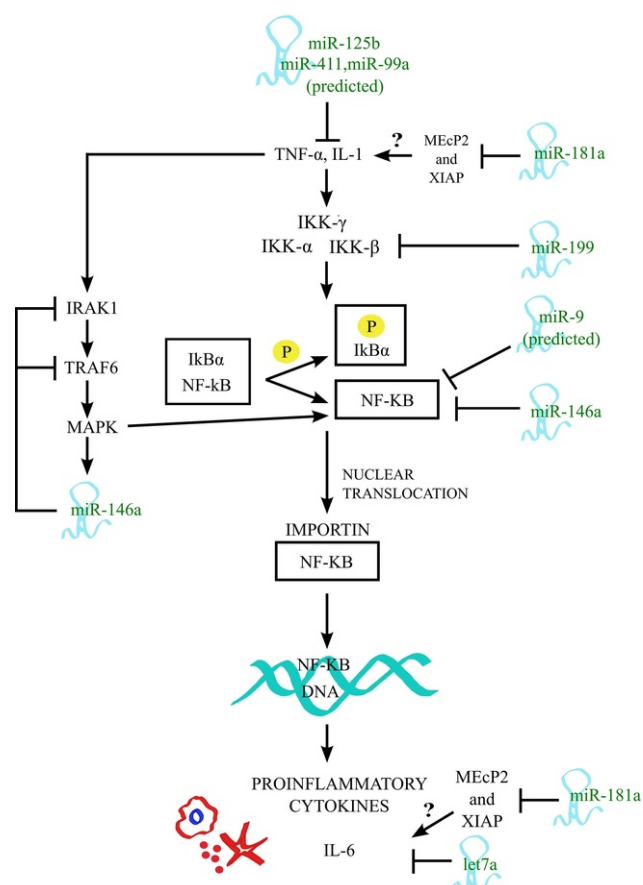 miR-125b
miR-411,miR-99a
(predicted)
?
TNF-α, IL-1
MEcP2
and
XIAP
miR-181a
IKK-γ
IKK-α IKK-β
miR-199
IRAK1
TRAF6
MAPK
miR-146a
IkBα
NF-kB
P
P
IkBα
NF-KB
miR-9
(predicted)
miR-146a
NUCLEAR
TRANSLOCATION
IMPORTIN
NF-KB
NF-KB
DNA
PROINFLAMMATORY
CYTOKINES
IL-6
?
MEcP2
and
XIAP
miR-181a
let7a